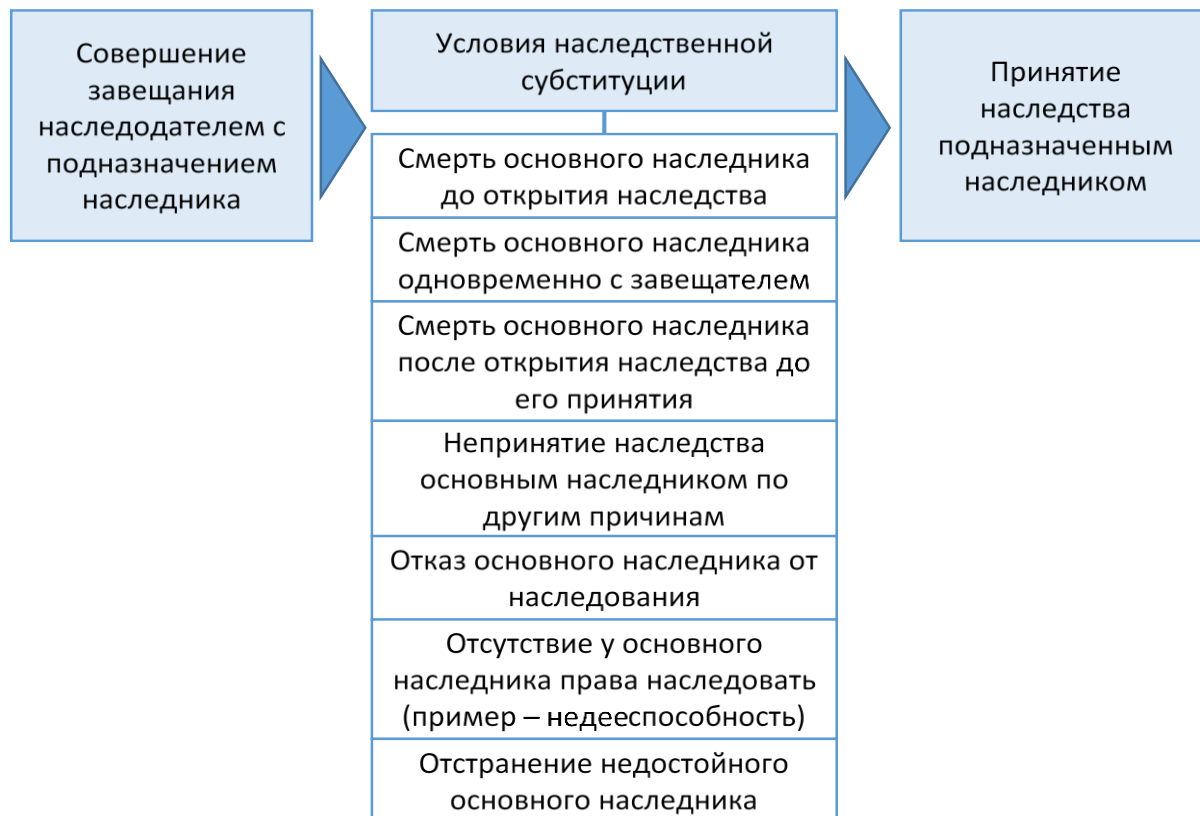 Совершение
завещания
наследодателем с
подназначением
наследника
Условия наследственной
субституции
Смерть основного наследника
до открытия наследства
Смерть основного наследника
одновременно с завещателем
Смерть основного наследника
после открытия наследства до
его принятия
Непринятие наследства
основным наследником по
другим причинам
Отказ основного наследника от
наследования
Отсутствие у основного
наследника права наследовать
(пример – недееспособность)
Отстранение недостойного
основного наследника
Принятие
наследства
подназначенным
наследником